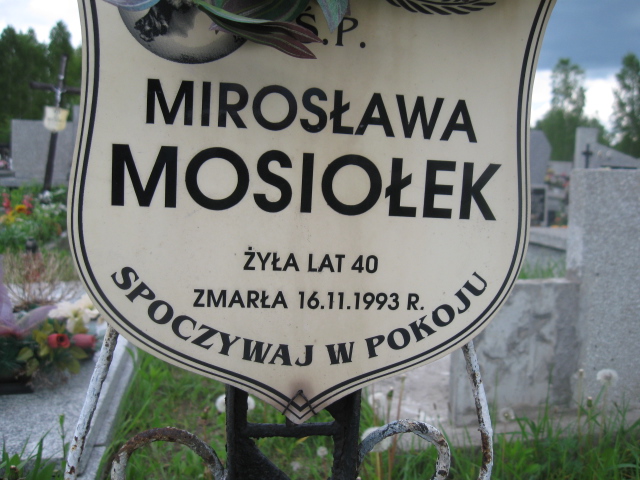 Ś.P.
MIROSŁAWA
MOSIOŁEK
ŻYŁA LAT 40
ZMARŁA 16.11.1993 R.
SPOCZYWAJ W POKOJU